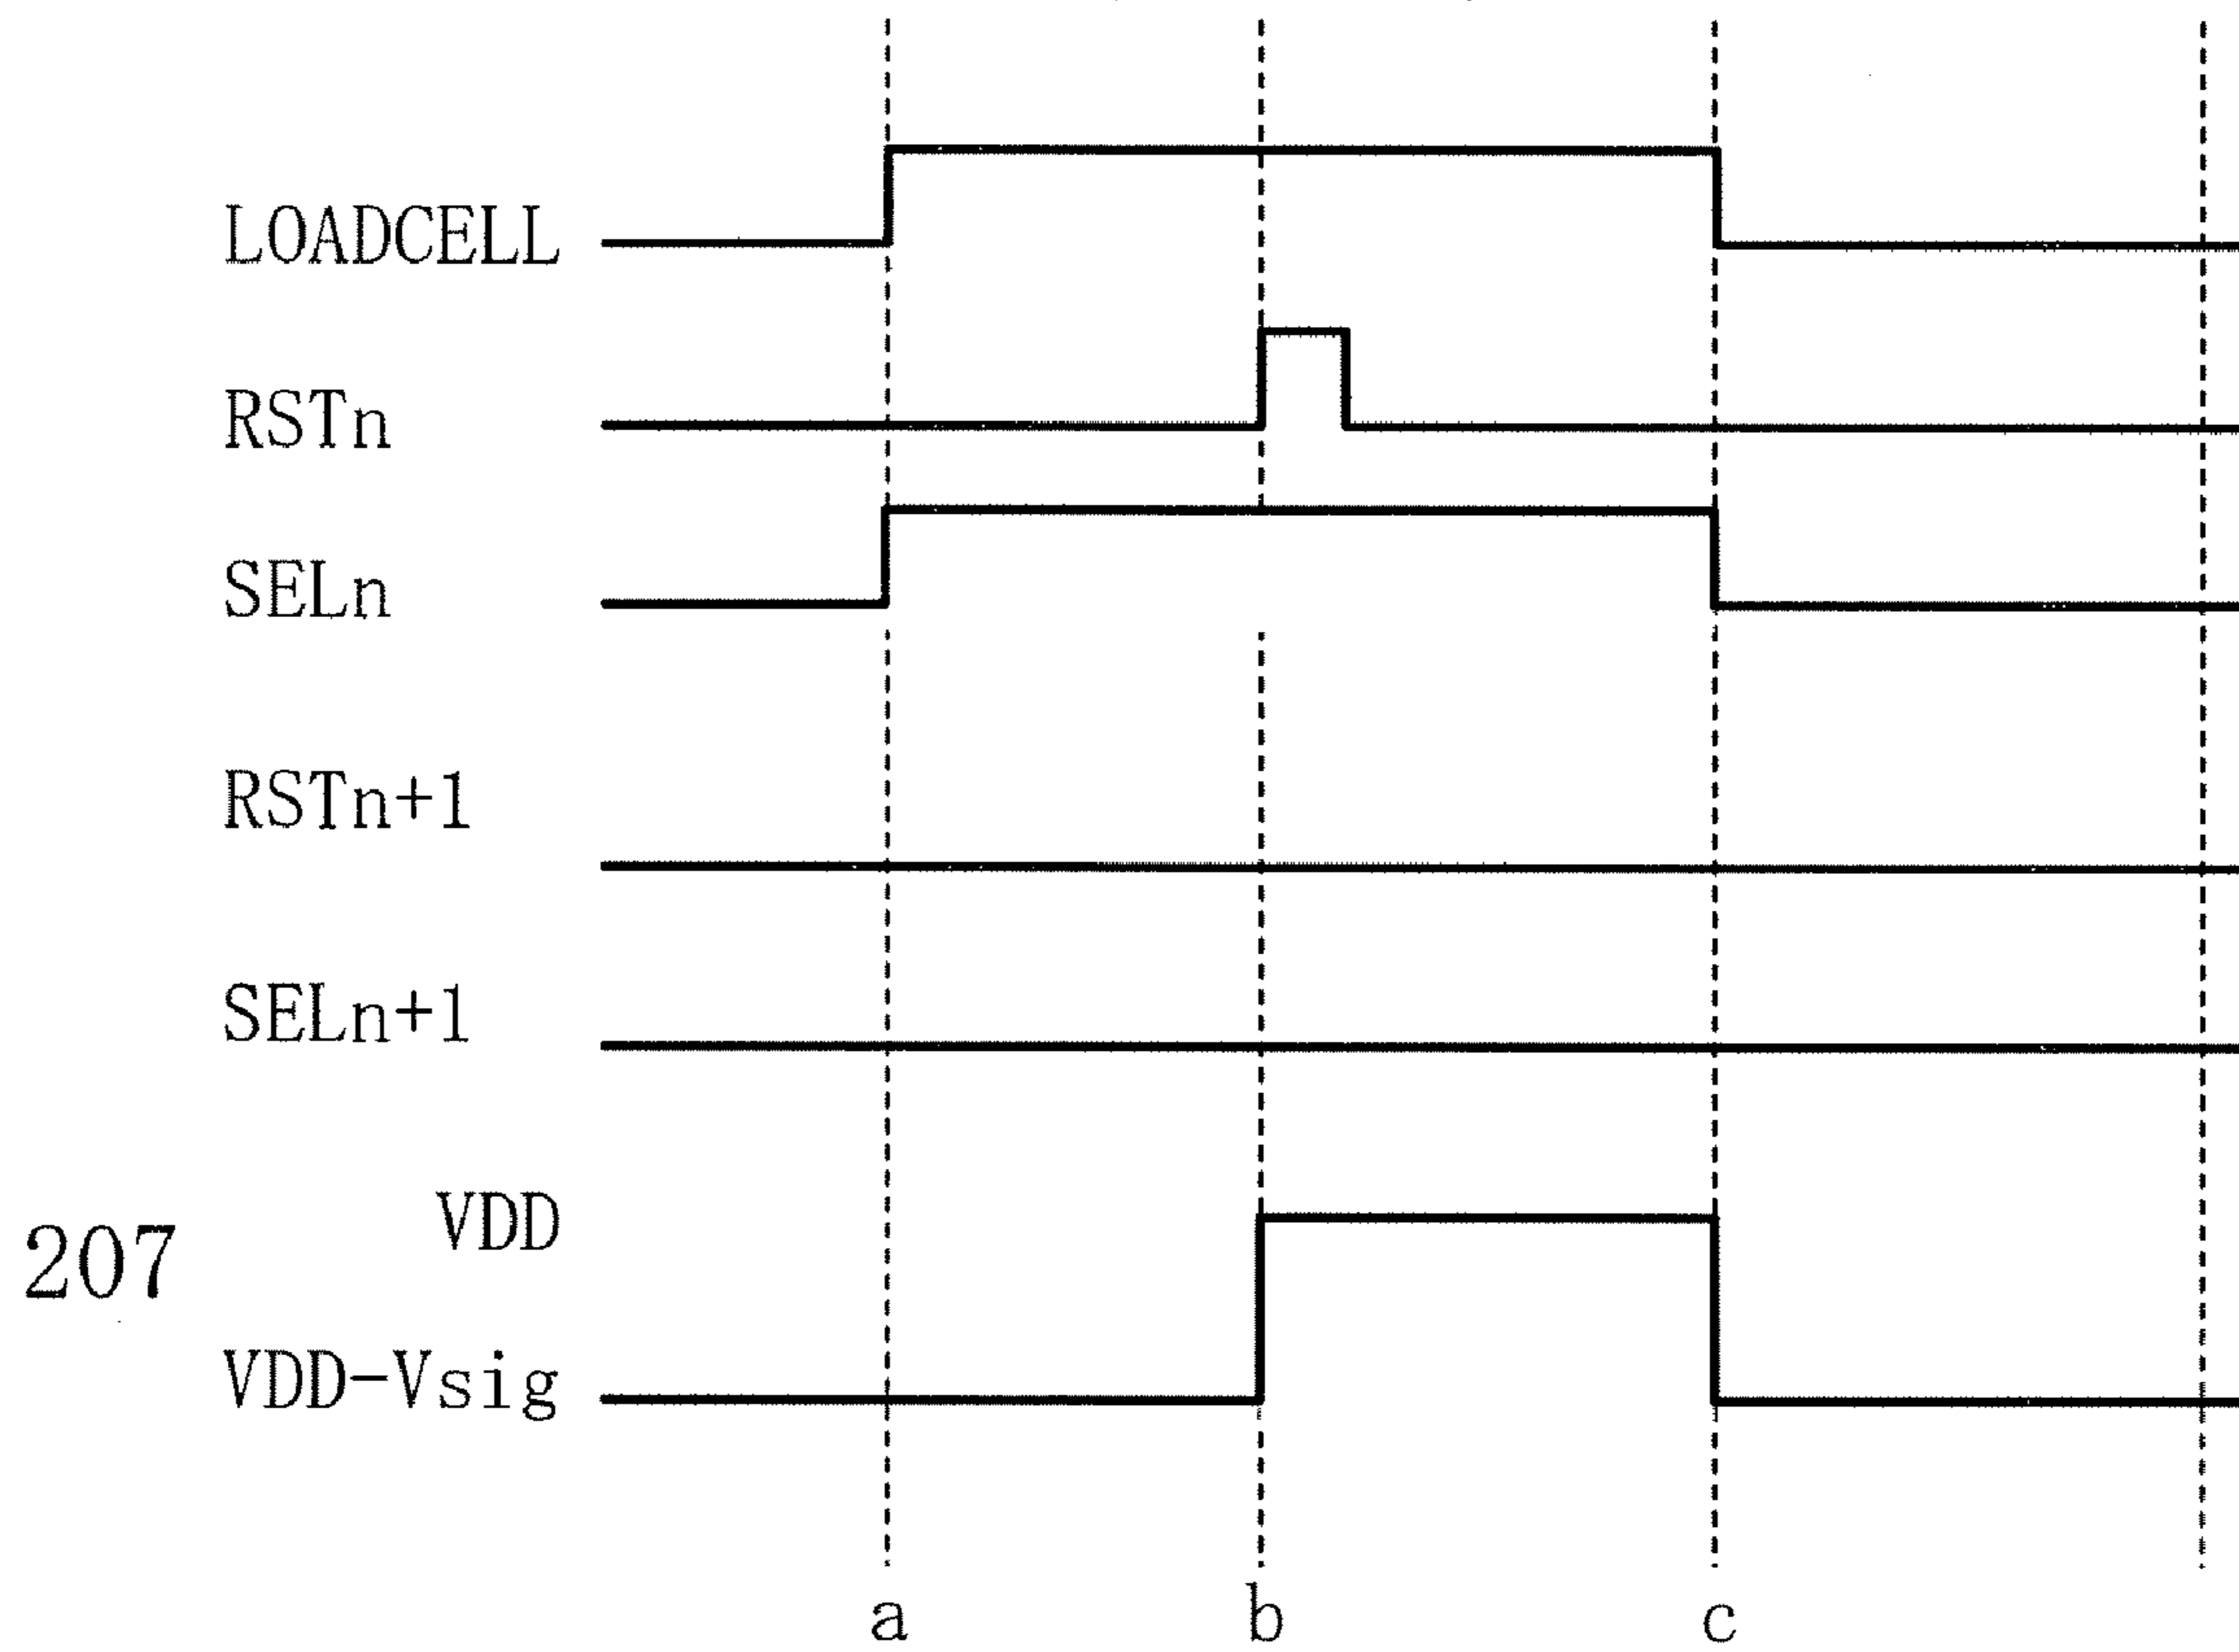 LOADCELL
RSTn
SELn
RSTn+1
SELn+1
VDD
207
VDD-Vsig
a b c